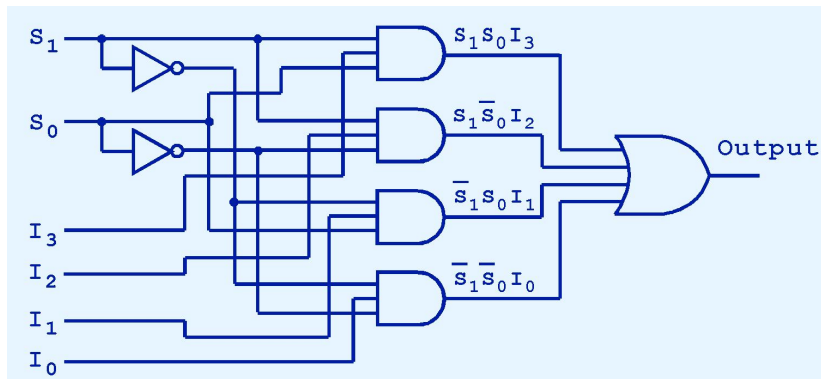 S₁
S₀
I₃
I₂
I₁
I₀
S₁S₀I₃
S₁S̅₀I₂
S̅₁S₀I₁
S̅₁S̅₀I₀
Output